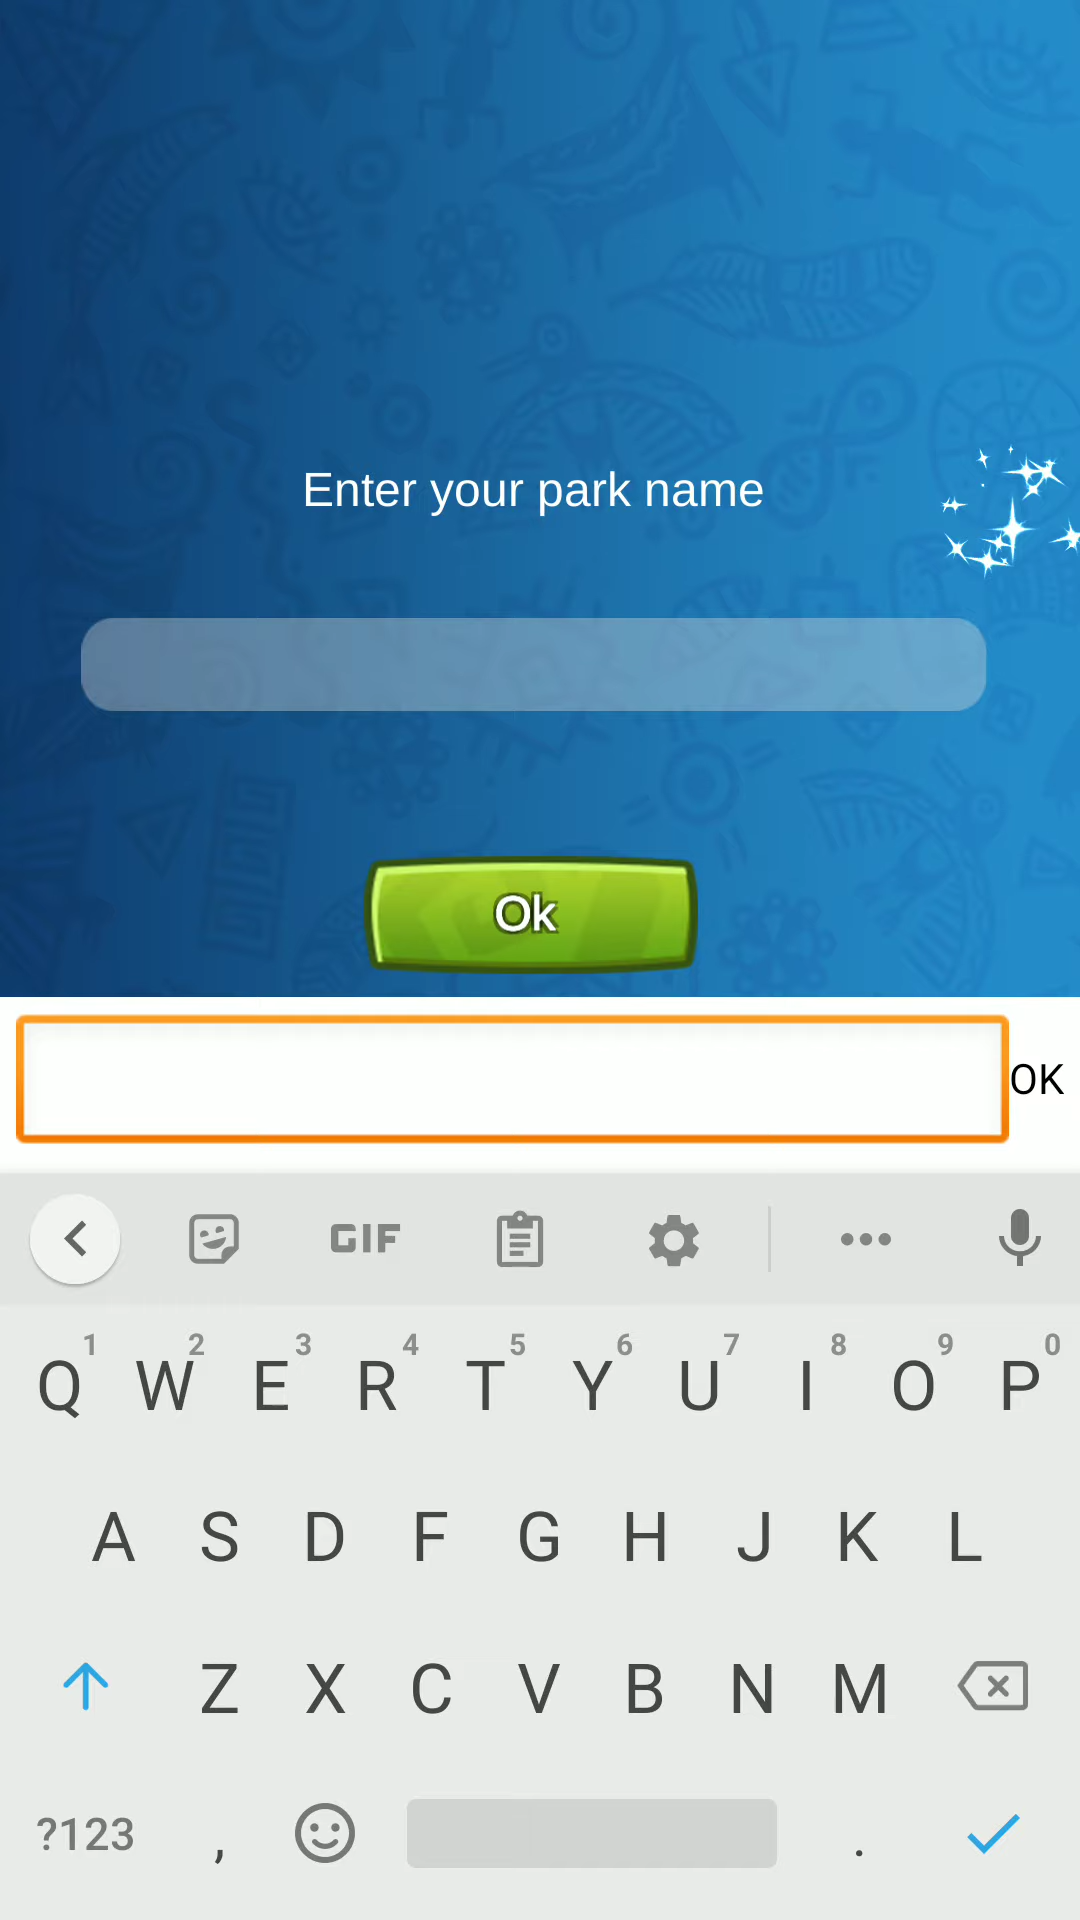 Enter your park name
Ok
OK
GIF
1 2 3 4 5 6 7 8 9 0
Q W E R T Y U I O P
A S D F G H J K L
Z X C V B N M
?123 , .